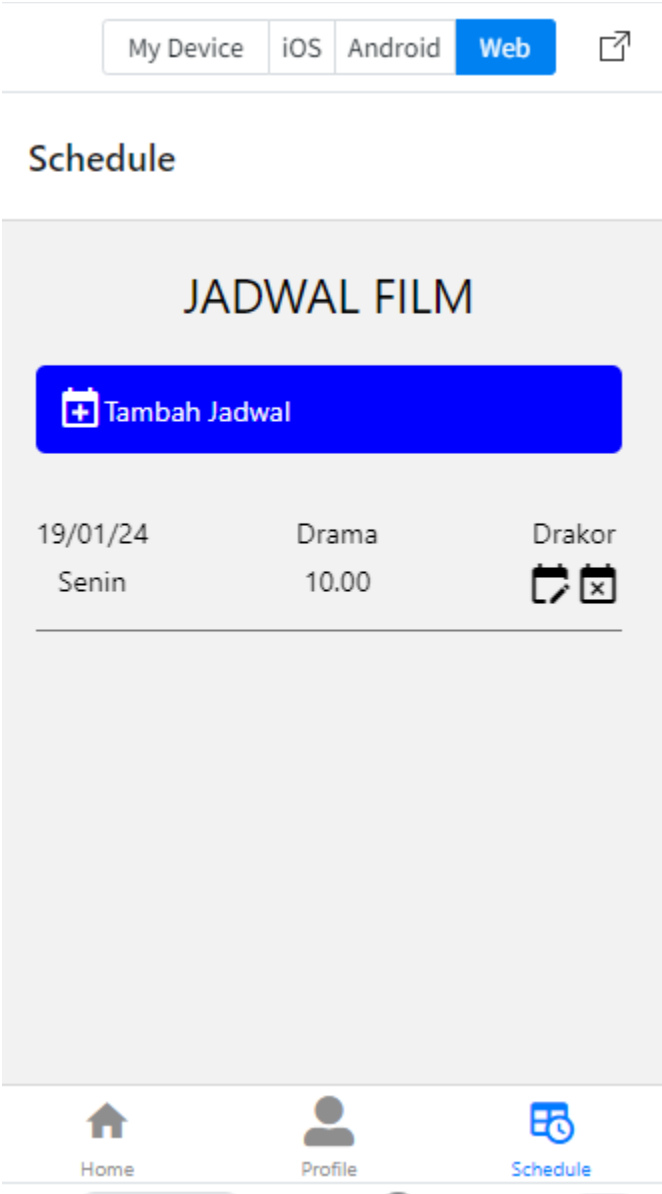 My Device iOS Android Web
Schedule
JADWAL FILM
Tambah Jadwal
19/01/24 Drama Drakor
Senin 10.00
Home Profile Schedule